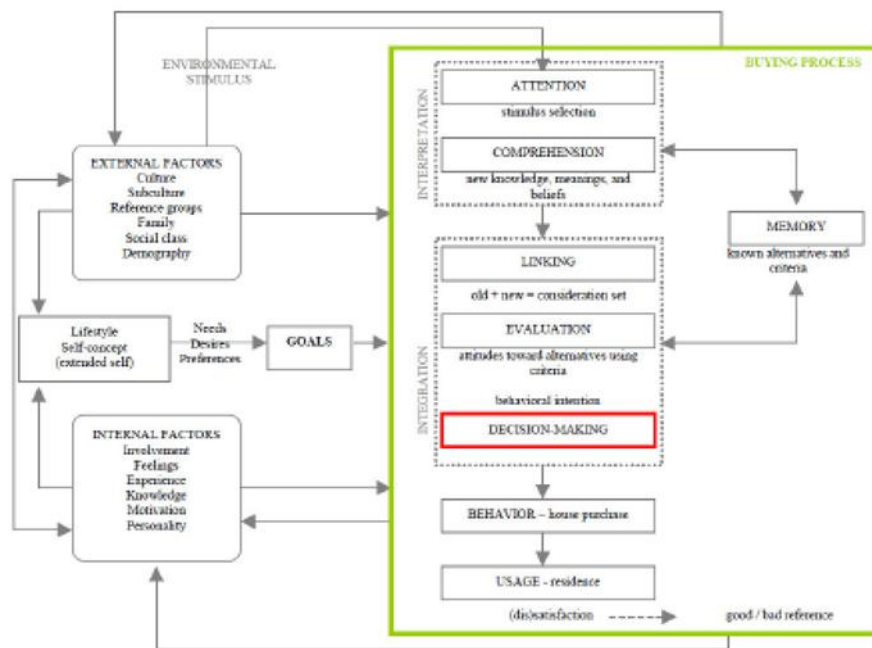 ENVIRONMENTAL
STIMULUS
BUYING PROCESS
INTERPRETATION
ATTENTION
stimulus selection
COMPREHENSION
new knowledge, meanings, and
beliefs
EXTERNAL FACTORS
Culture
Subculture
Reference groups
Family
Social class
Demography
MEMORY
known alternatives and
criteria
INTEGRATION
LINKING
old + new = consideration set
EVALUATION
attitudes toward alternatives using
criteria
behavioral intention
DECISION-MAKING
Lifestyle
Self-concept
(extended self)
Needs
Desires
Preferences
GOALS
INTERNAL FACTORS
Involvement
Feelings
Experience
Knowledge
Motivation
Personality
BEHAVIOR – house purchase
USAGE - residence
(dis)satisfaction
good / bad reference